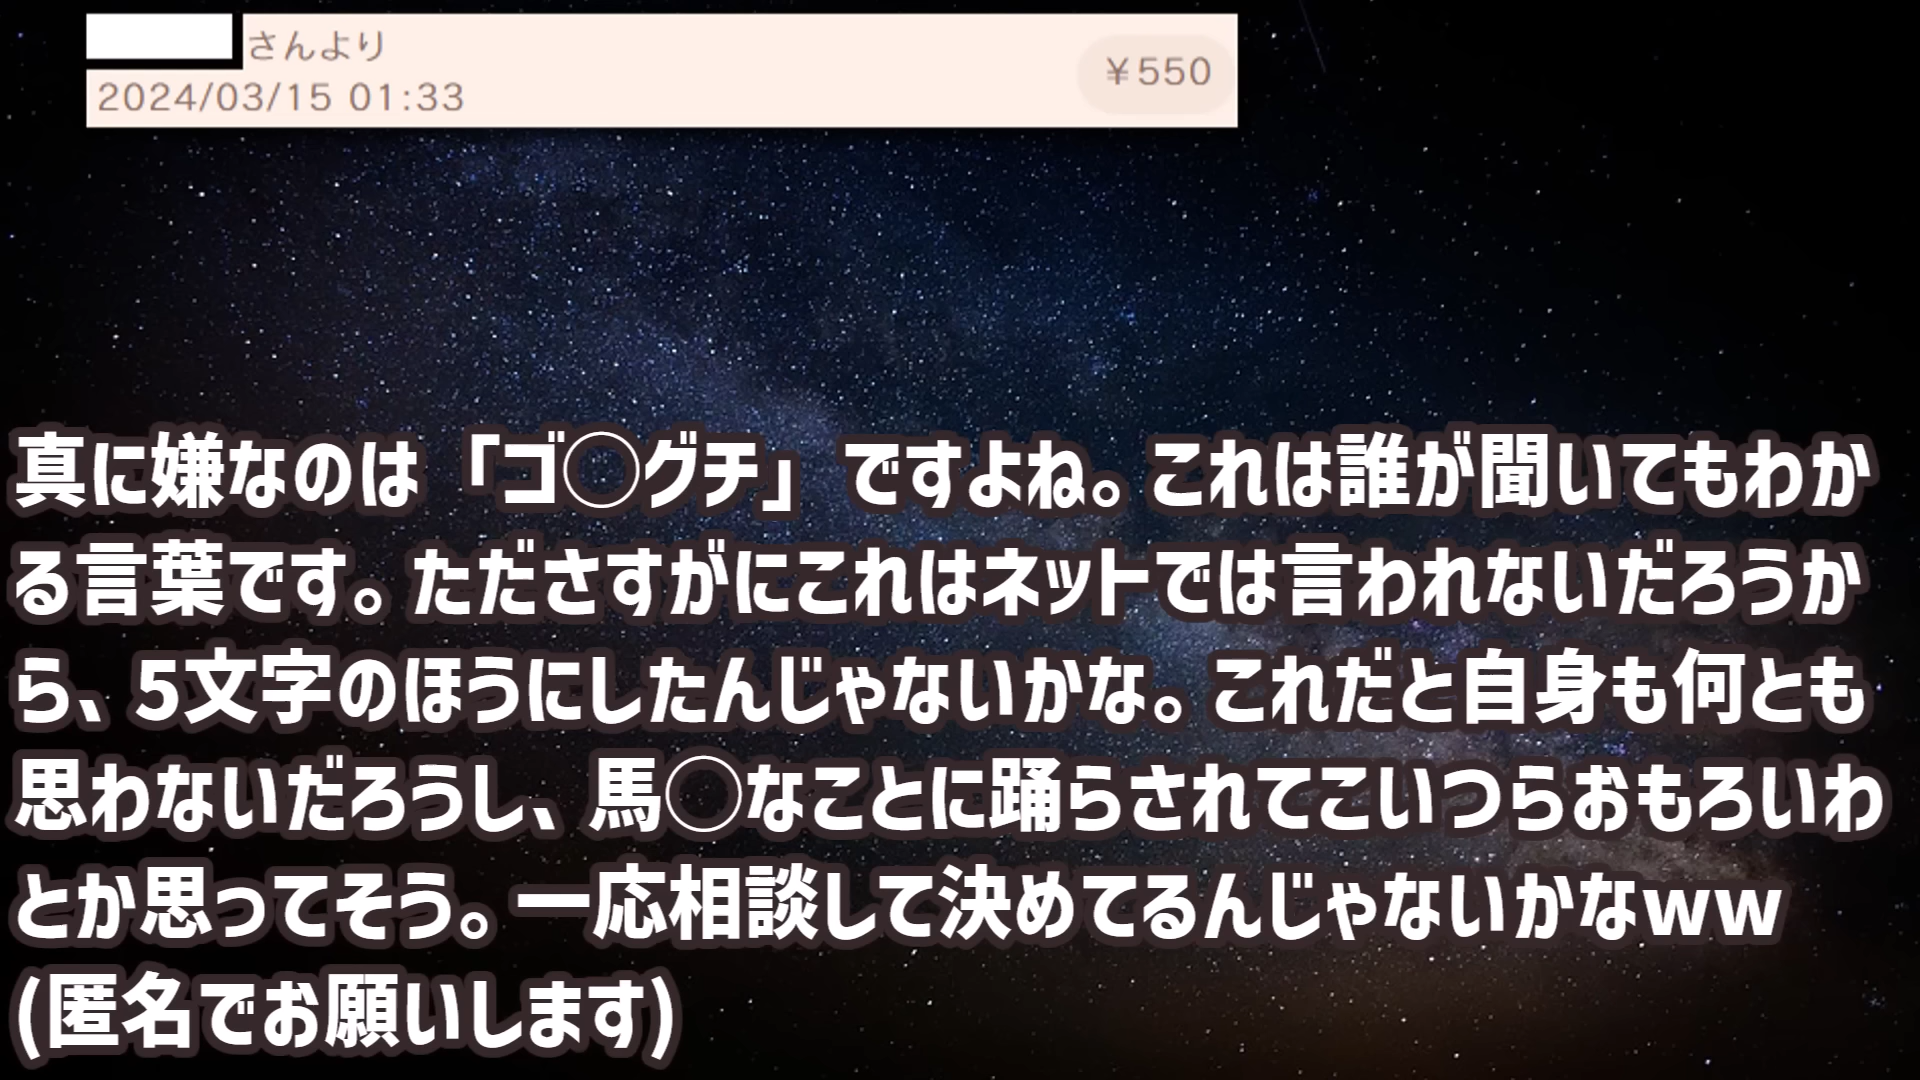 さんより
2024/03/15 01:33
¥550
真に嫌なのは「ゴ◯グチ」ですよね。これは誰が聞いてもわか
る言葉です。たださすがにこれはネットでは言われないだろうか
ら、5文字のほうにしたんじゃないかな。これだと自身も何とも
思わないだろうし、馬◯なことに踊らされてこいつらおもろいわ
とか思ってそう。一応相談して決めてるんじゃないかなww
(匿名でお願いします)